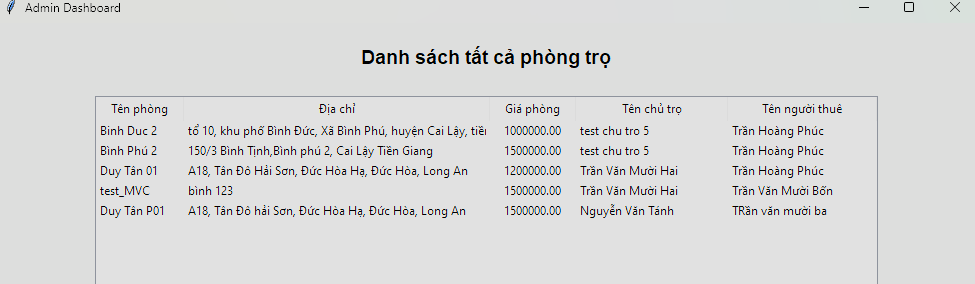 Admin Dashboard
Danh sách tất cả phòng trọ
Tên phòng Địa chỉ Giá phòng Tên chủ trọ Tên người thuê
Binh Duc 2 tổ 10, khu phố Bình Đức, Xã Bình Phú, huyện Cai Lậy, tiề 1000000.00 test chu tro 5 Trần Hoàng Phúc
Bình Phú 2 150/3 Bình Tịnh,Bình phú 2, Cai Lậy Tiền Giang 1500000.00 test chu tro 5 Trần Hoàng Phúc
Duy Tân 01 A18, Tân Đô Hải Sơn, Đức Hòa Hạ, Đức Hòa, Long An 1200000.00 Trần Văn Mười Hai Trần Hoàng Phúc
test_MVC bình 123 1500000.00 Trần Văn Mười Hai Trần Văn Mười Bốn
Duy Tân P01 A18, Tân Đô hải Sơn, Đức Hòa Hạ, Đức Hòa, Long An 1500000.00 Nguyễn Văn Tánh TRần văn mười ba